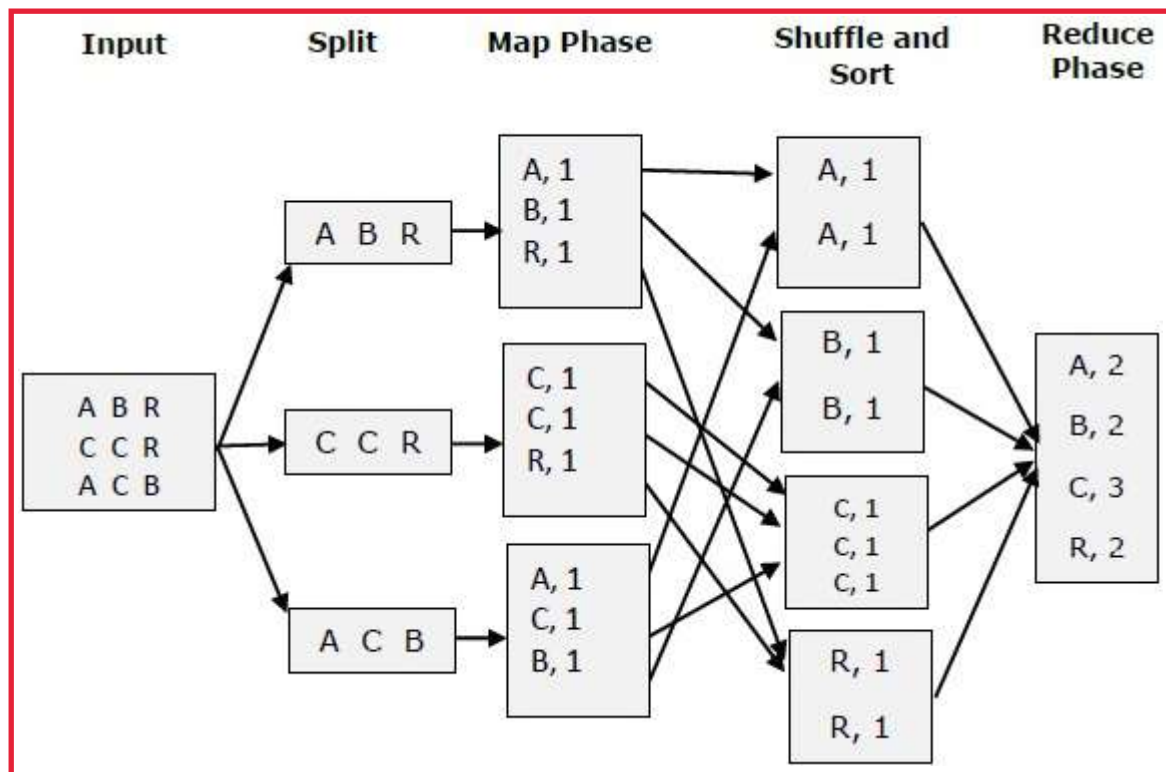 Input
Split
Map Phase
Shuffle and
Sort
Reduce
Phase
A B R
C C R
A C B
A B R
C C R
A C B
A, 1
B, 1
R, 1
C, 1
C, 1
R, 1
A, 1
C, 1
B, 1
A, 1
A, 1
B, 1
B, 1
C, 1
C, 1
C, 1
R, 1
R, 1
A, 2
B, 2
C, 3
R, 2